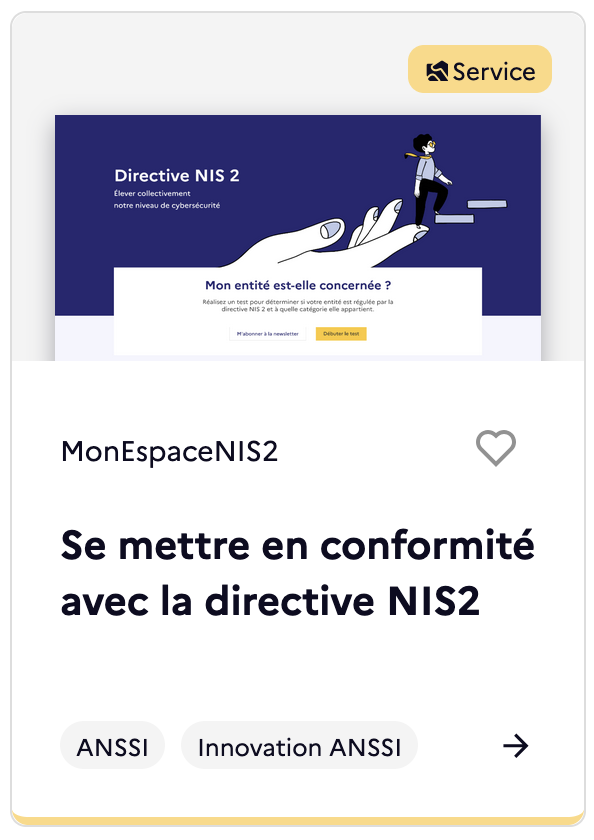 Service
Directive NIS 2
Élever collectivement
notre niveau de cybersécurité
Mon entité est-elle concernée ?
Réalisez un test pour déterminer si votre entité est régulée par la
directive NIS 2 et à quelle catégorie elle appartient.
M'abonner à la newsletter
Débuter le test
MonEspaceNIS2
Se mettre en conformité
avec la directive NIS2
ANSSI
Innovation ANSSI